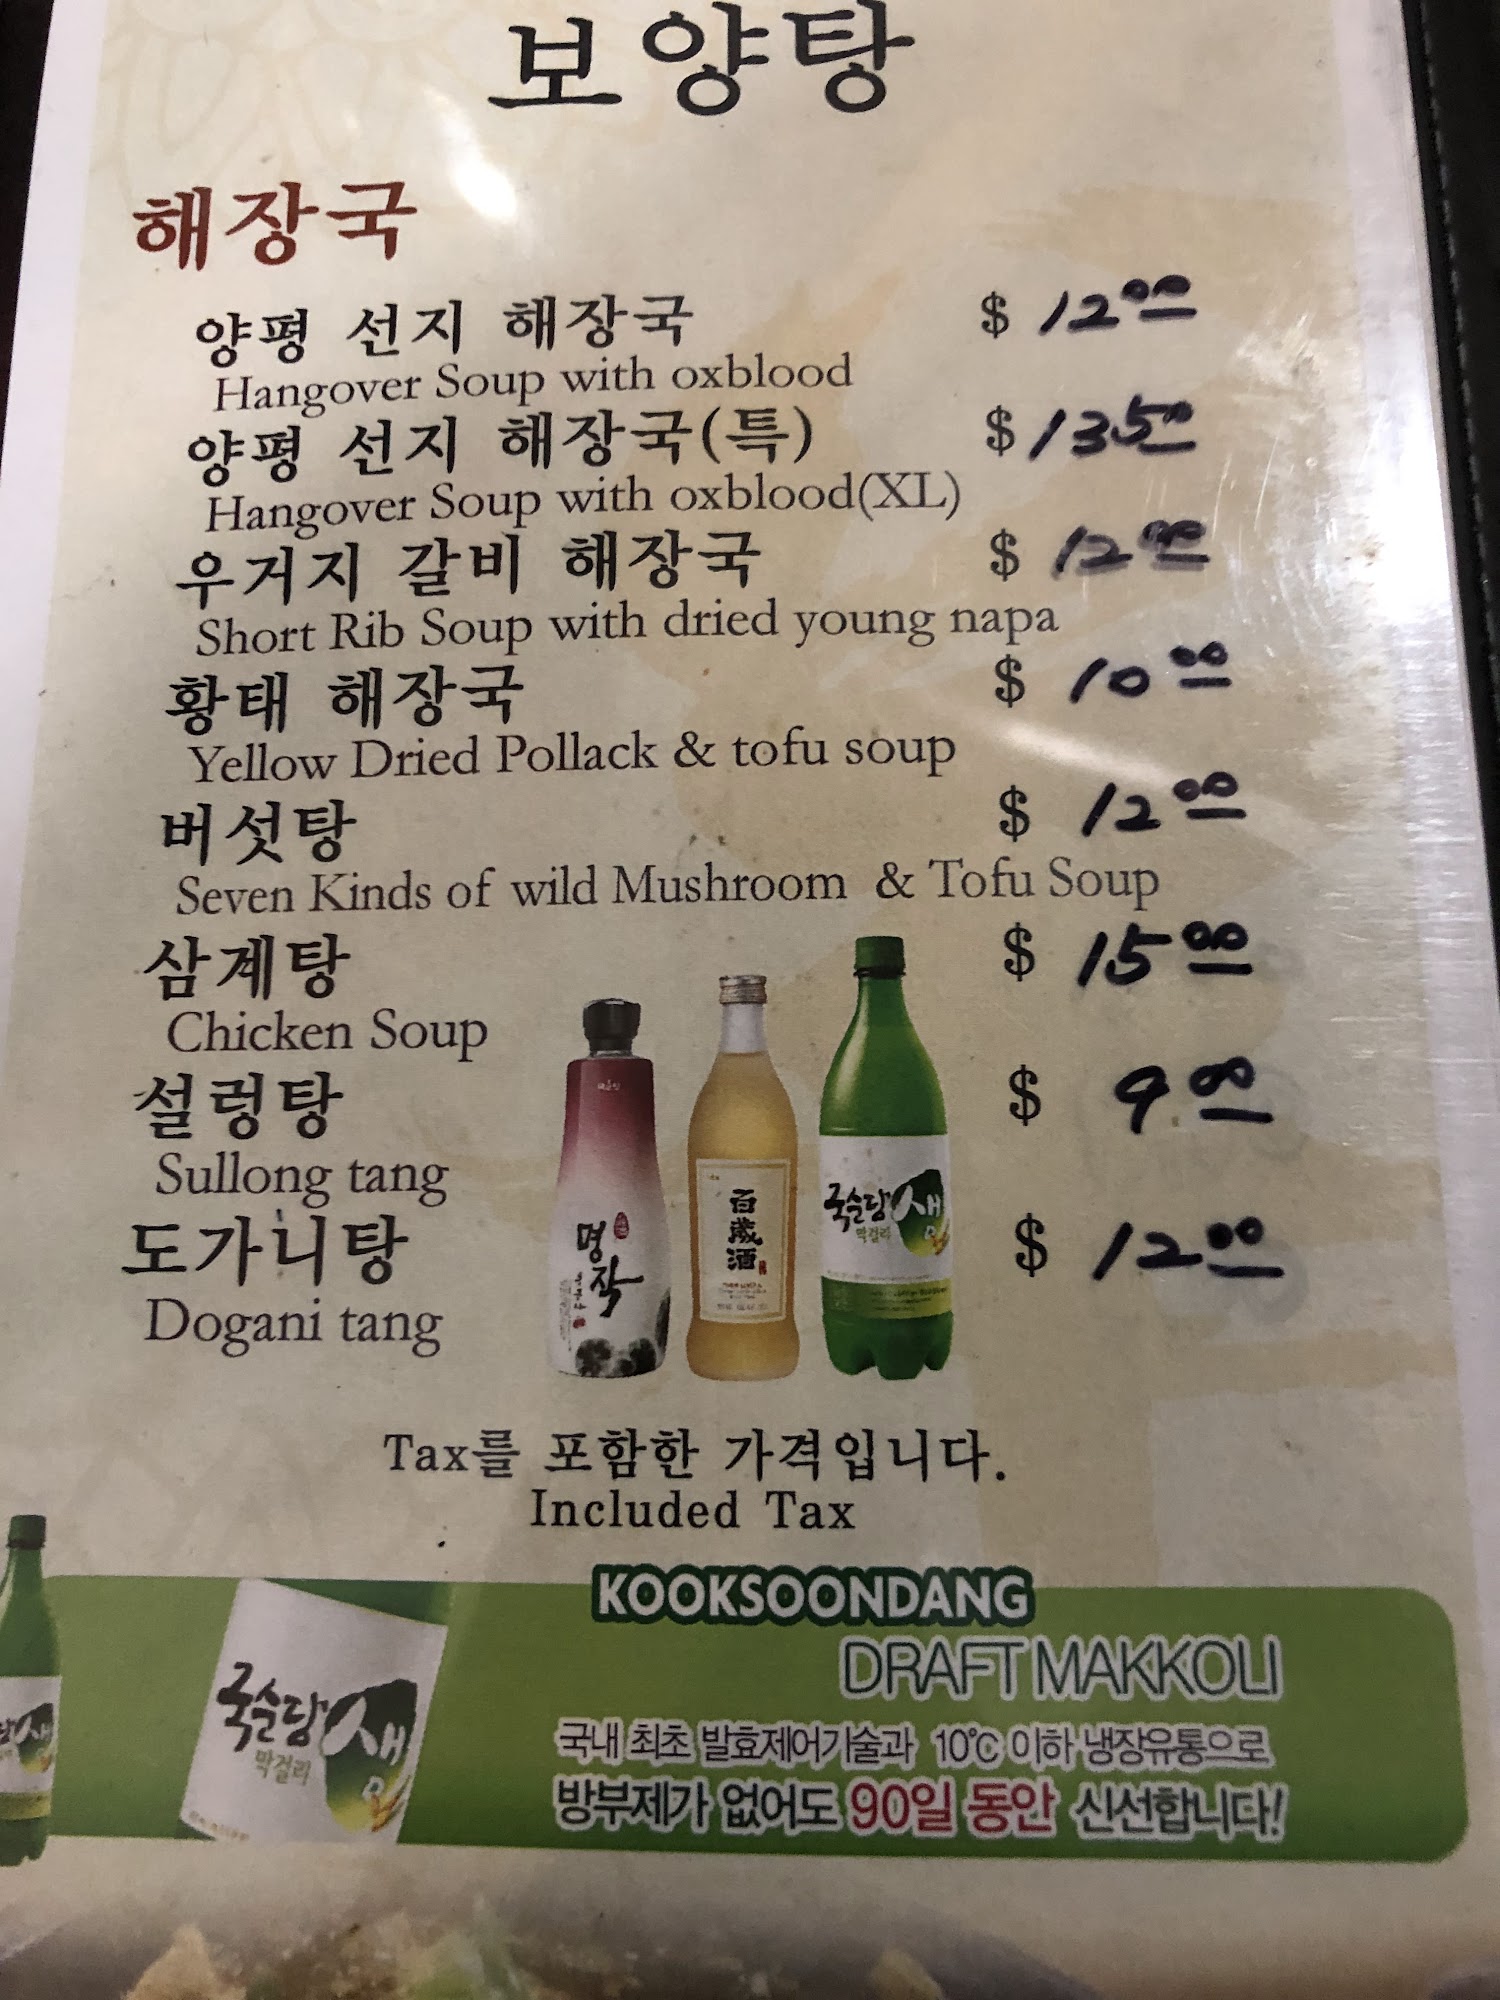 보양탕
해장국
양평 선지 해장국 $ 12.00
Hangover Soup with oxblood
양평 선지 해장국(특) $ 13.50
Hangover Soup with oxblood(XL)
우거지 갈비 해장국 $ 12.00
Short Rib Soup with dried young napa
황태 해장국 $ 10.00
Yellow Dried Pollack & tofu soup
버섯탕 $ 12.00
Seven Kinds of wild Mushroom & Tofu Soup
삼계탕 $ 15.00
Chicken Soup
설렁탕 $ 9.00
Sullong tang
도가니탕 $ 12.00
Dogani tang
명작
百歲酒
국순당 새
막걸리
Tax를 포함한 가격입니다.
Included Tax
KOOKSOONDANG
DRAFT MAKKOLI
국순당 새
막걸리
국내 최초 발효제어기술과 10℃ 이하 냉장유통으로
방부제가 없어도 90일 동안 신선합니다!